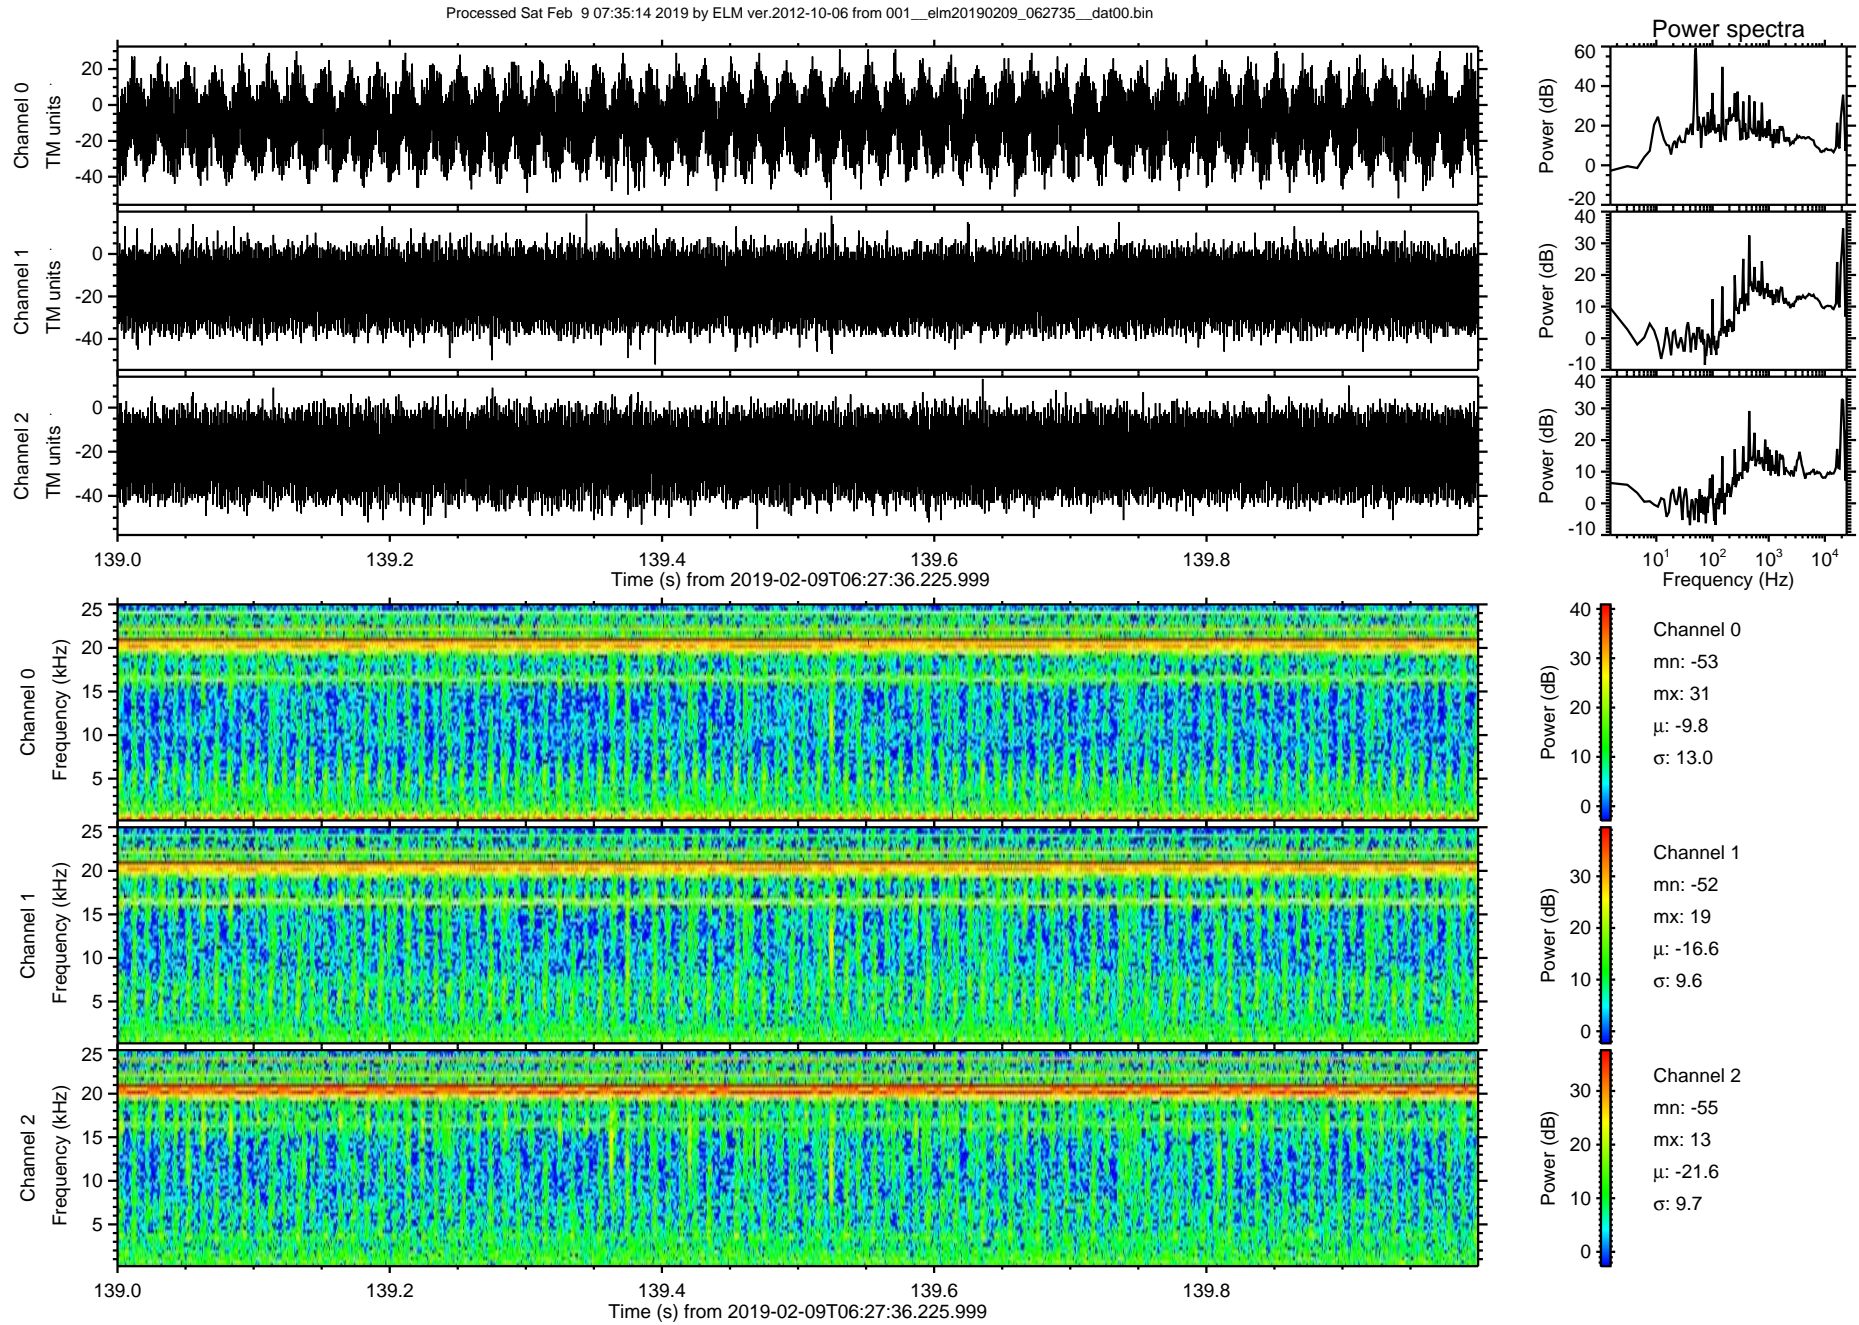 Processed Sat Feb  9 07:35:14 2019 by ELM ver.2012-10-06 from 001__elm20190209_062735__dat00.bin
Power spectra
Channel 0
TM units
20
0
-20
-40
Power (dB)
60
40
20
0
-20
Channel 1
TM units
0
-20
-40
Power (dB)
40
30
20
10
0
-10
Channel 2
TM units
0
-20
-40
Power (dB)
40
30
20
10
0
-10
139.0 139.2 139.4 139.6 139.8
Time (s) from 2019-02-09T06:27:36.225.999
10¹ 10² 10³ 10⁴
Frequency (Hz)
Channel 0
Frequency (kHz)
25
20
15
10
5
Power (dB)
40
30
20
10
0
Channel 0
mn: -53
mx: 31
μ: -9.8
σ: 13.0
Channel 1
Frequency (kHz)
25
20
15
10
5
Power (dB)
30
20
10
0
Channel 1
mn: -52
mx: 19
μ: -16.6
σ: 9.6
Channel 2
Frequency (kHz)
25
20
15
10
5
Power (dB)
30
20
10
0
Channel 2
mn: -55
mx: 13
μ: -21.6
σ: 9.7
139.0 139.2 139.4 139.6 139.8
Time (s) from 2019-02-09T06:27:36.225.999